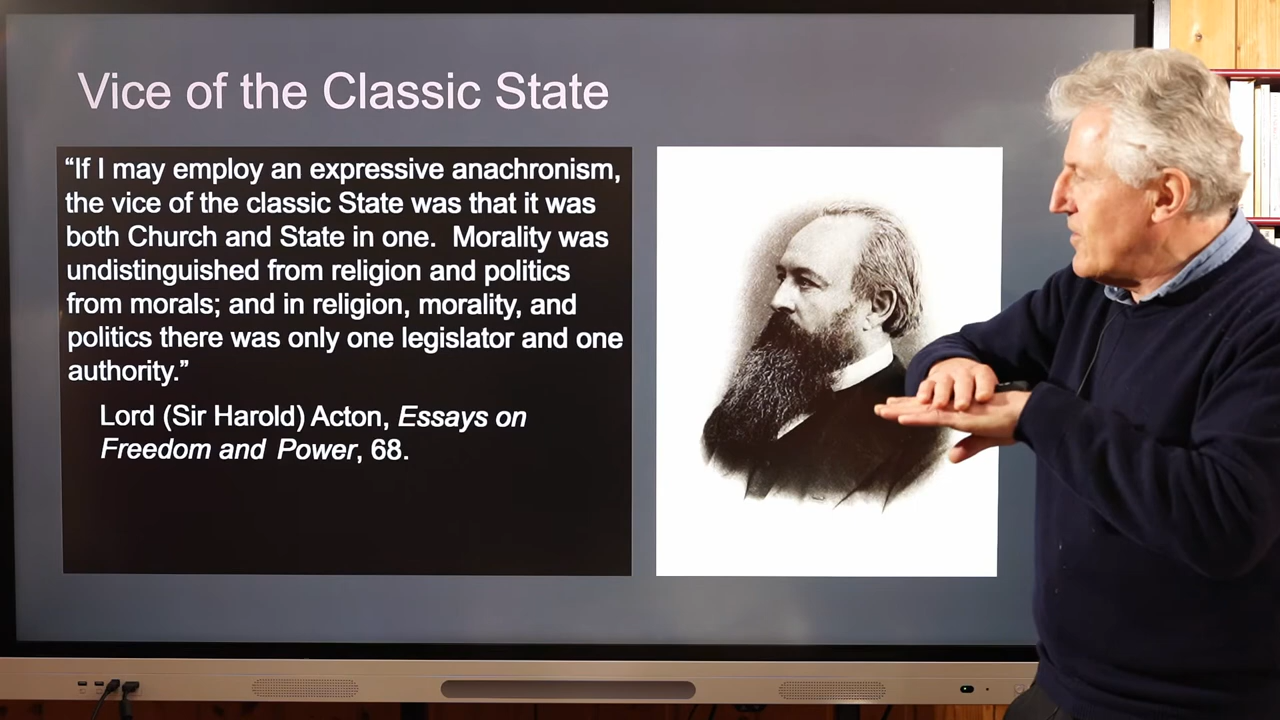 Vice of the Classic State
“If I may employ an expressive anachronism,
the vice of the classic State was that it was
both Church and State in one.  Morality was
undistinguished from religion and politics
from morals; and in religion, morality, and
politics there was only one legislator and one
authority.”
Lord (Sir Harold) Acton, Essays on
Freedom and Power, 68.